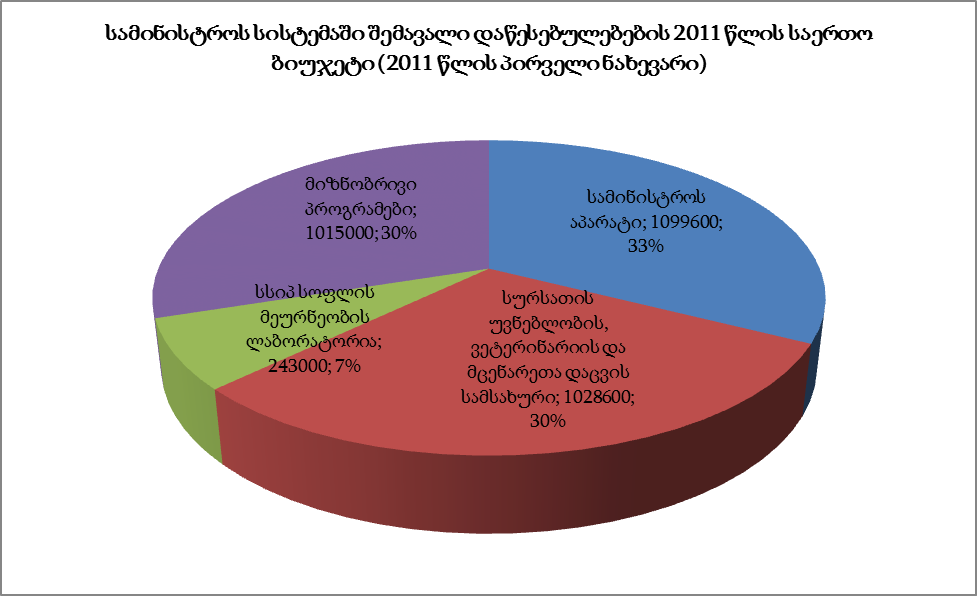 სამინისტროს სისტემაში შემავალი დაწესებულებების 2011 წლის საერთო
ბიუჯეტი (2011 წლის პირველი ნახევარი)
მიზნობრივი
პროგრამები;
1015000; 30%
სამინისტროს
აპარატი; 1099600;
33%
სსიპ სოფლის
მეურნეობის
ლაბორატორია;
243000; 7%
სურსათის
უვნებლობის,
ვეტერინარიის და
მცენარეთა დაცვის
სამსახური; 1028600;
30%